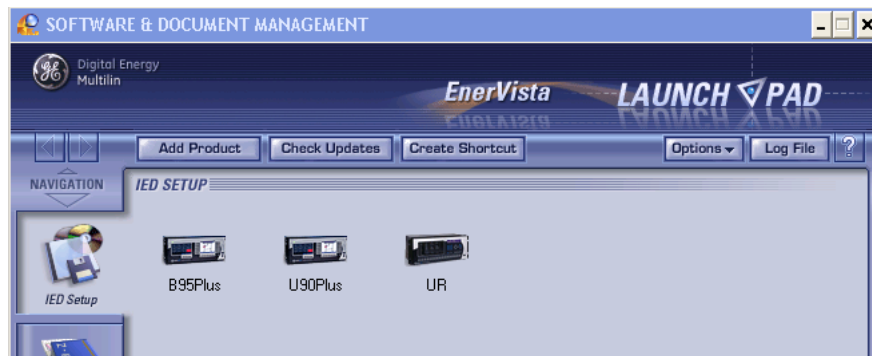 SOFTWARE & DOCUMENT MANAGEMENT
Digital Energy
Multilin
EnerVista LAUNCH PAD
Add Product Check Updates Create Shortcut Options Log File ?
NAVIGATION
IED SETUP
B95Plus U90Plus UR
IED Setup